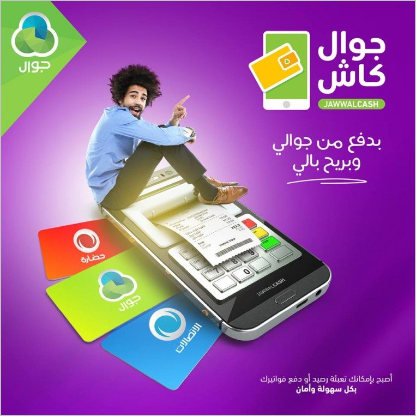 جوال
جوال
كاش
JAWWALCASH
بدفع من جوالي
وبريح بالي
حضارة
جوال
الاتصالات
JAWWALCASH
أصبح بإمكانك تعبئة رصيد أو دفع فواتيرك
بكل سهولة وأمان